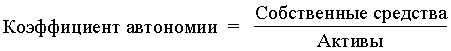 Коэффициент автономии = Собственные средства
Активы